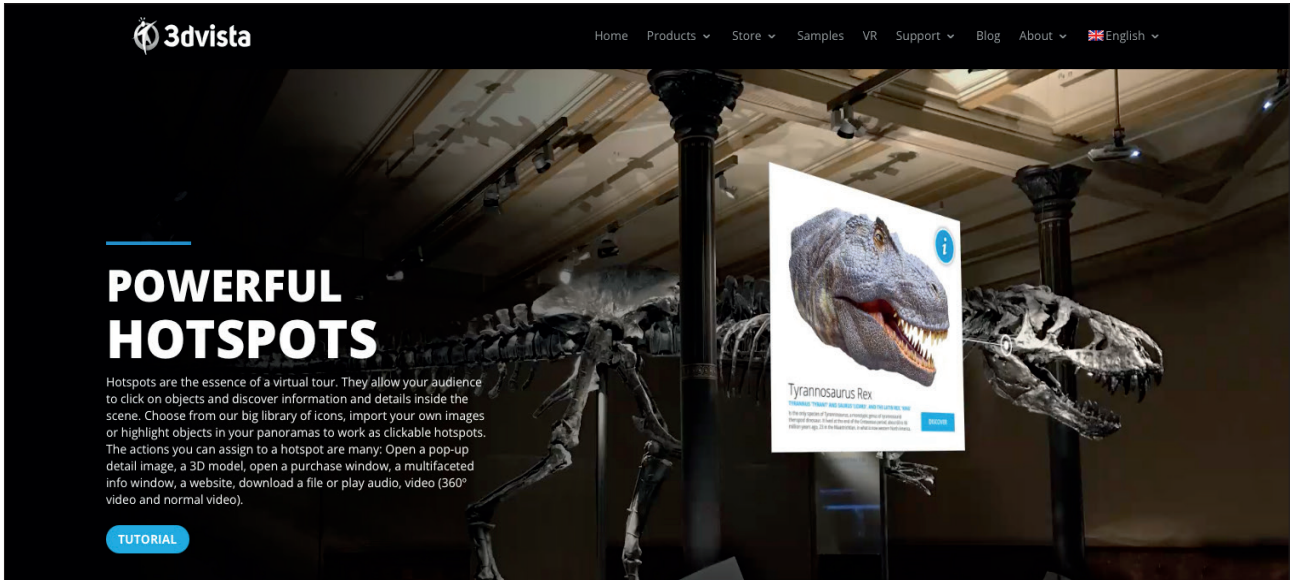 3dvista
Home Products Store Samples VR Support Blog About English
POWERFUL
HOTSPOTS
Hotspots are the essence of a virtual tour. They allow your audience
to click on objects and discover information and details inside the
scene. Choose from our big library of icons, import your own images
or highlight objects in your panoramas to work as clickable hotspots.
The actions you can assign to a hotspot are many: Open a pop-up
detail image, a 3D model, open a purchase window, a multifaceted
info window, a website, download a file or play audio, video (360º
video and normal video).
TUTORIAL
i
Tyrannosaurus Rex
DISCOVER